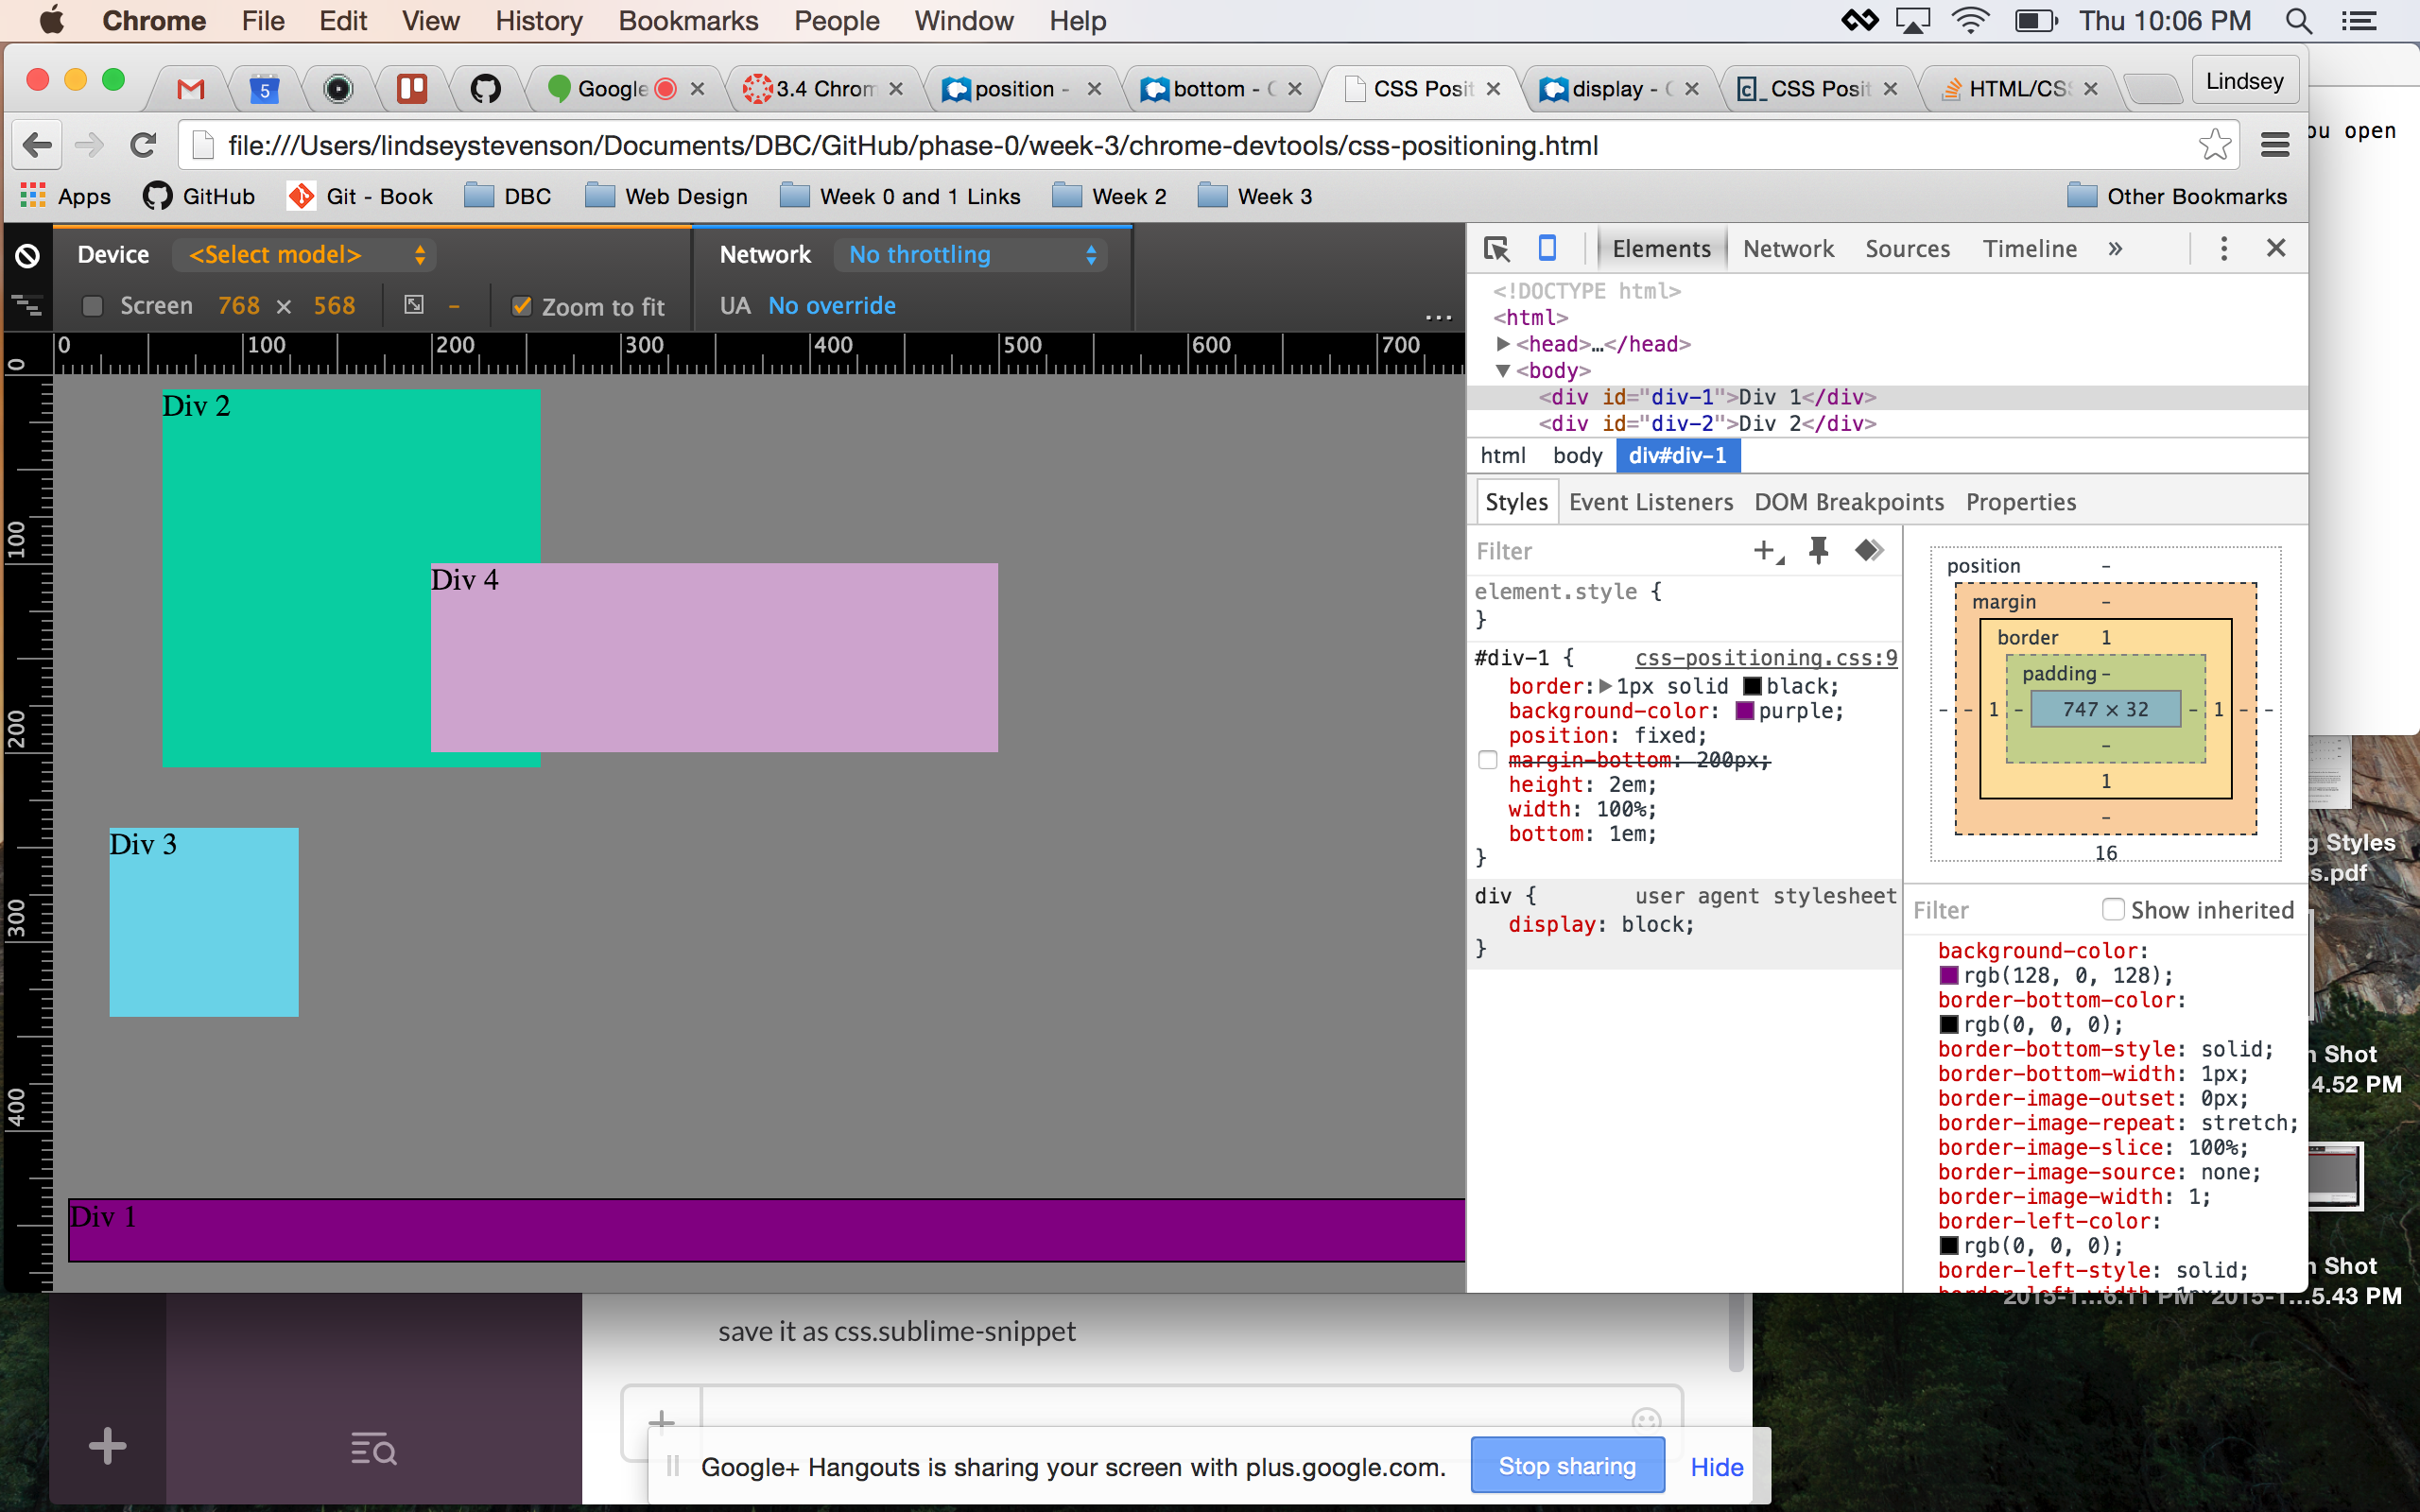 Chrome File Edit View History Bookmarks People Window Help Thu 10:06 PM
5 Google 3.4 Chrom position - bottom - C CSS Posit display - C c_ CSS Posit HTML/CSS Lindsey
file:///Users/lindseystevenson/Documents/DBC/GitHub/phase-0/week-3/chrome-devtools/css-positioning.html
ou open
Apps GitHub Git - Book DBC Web Design Week 0 and 1 Links Week 2 Week 3 Other Bookmarks
Device <Select model> Network No throttling
Screen 768 × 568 – Zoom to fit UA No override ...
Elements Network Sources Timeline »
0 100 200 300 400 500 600 700
0
100
200
300
400
Div 2
Div 4
Div 3
Div 1
<!DOCTYPE html>
<html>
▶<head>…</head>
▼<body>
<div id="div-1">Div 1</div>
<div id="div-2">Div 2</div>
html body div#div-1
Styles Event Listeners DOM Breakpoints Properties
Filter
element.style {
}
#div-1 { css-positioning.css:9
border:▶1px solid black;
background-color: purple;
position: fixed;
margin-bottom: 200px;
height: 2em;
width: 100%;
bottom: 1em;
}
div { user agent stylesheet
display: block;
}
position –
margin –
border 1
padding –
– – 1 – 747 × 32 – 1 – –
–
1
–
16
Filter Show inherited
background-color:
rgb(128, 0, 128);
border-bottom-color:
rgb(0, 0, 0);
border-bottom-style: solid;
border-bottom-width: 1px;
border-image-outset: 0px;
border-image-repeat: stretch;
border-image-slice: 100%;
border-image-source: none;
border-image-width: 1;
border-left-color:
rgb(0, 0, 0);
border-left-style: solid;
border-left-width: 1px;
g Styles
s.pdf
n Shot
.4.52 PM
n Shot
2015-1...6.11 PM 2015-1...5.43 PM
save it as css.sublime-snippet
Google+ Hangouts is sharing your screen with plus.google.com. Stop sharing Hide